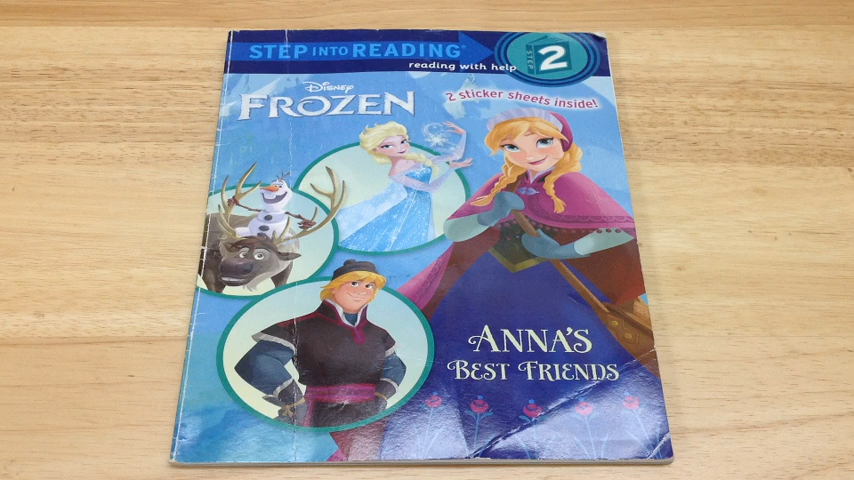 STEP INTO READING®
reading with help
STEP 2
Disney
FROZEN
2 sticker sheets inside!
ANNA'S
BEST FRIENDS